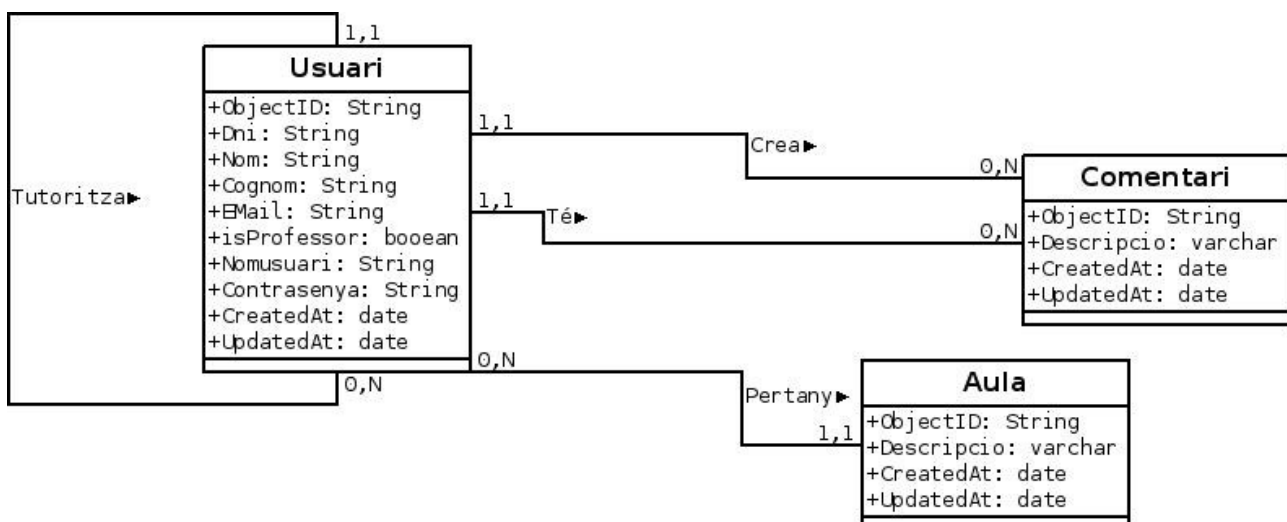 1,1
Usuari
+ObjectID: String
+Dni: String
+Nom: String
+Cognom: String
+EMail: String
+isProfessor: booean
+Nomusuari: String
+Contrasenya: String
+CreatedAt: date
+UpdatedAt: date
Tutoritza►
0,N
1,1
Crea►
0,N
1,1
Té►
0,N
Comentari
+ObjectID: String
+Descripcio: varchar
+CreatedAt: date
+UpdatedAt: date
0,N
Pertany►
1,1
Aula
+ObjectID: String
+Descripcio: varchar
+CreatedAt: date
+UpdatedAt: date